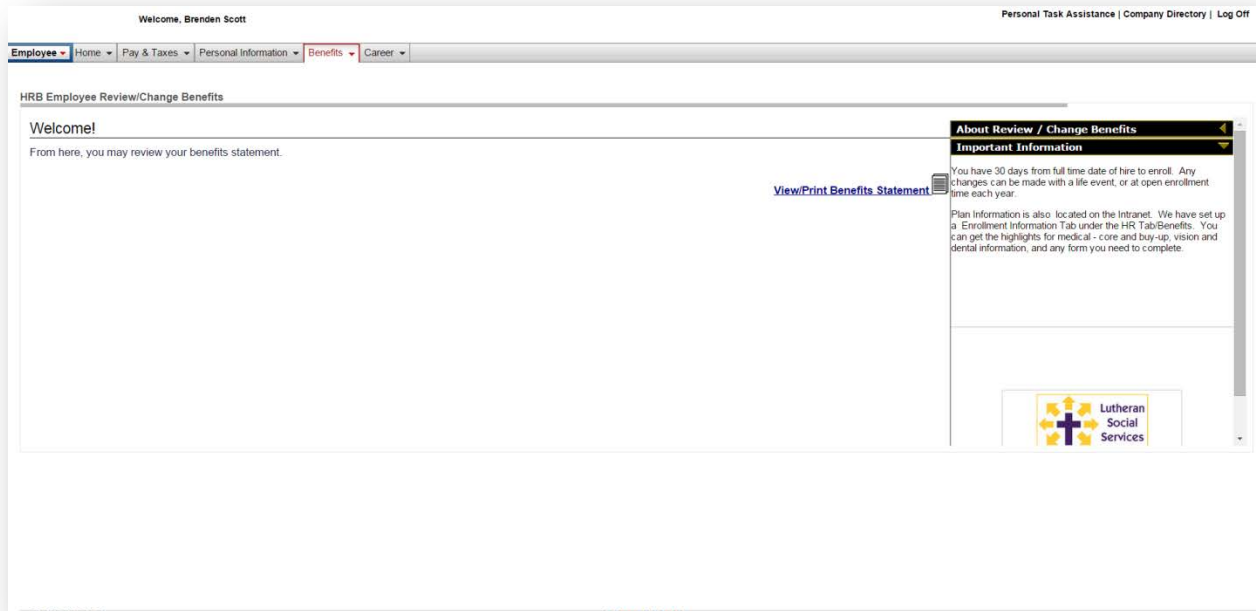 Welcome, Brenden Scott
Personal Task Assistance | Company Directory | Log Off
Employee Home Pay & Taxes Personal Information Benefits Career
HRB Employee Review/Change Benefits
Welcome!
From here, you may review your benefits statement.
View/Print Benefits Statement
About Review / Change Benefits
Important Information
You have 30 days from full time date of hire to enroll. Any
changes can be made with a life event, or at open enrollment
time each year.
Plan Information is also located on the Intranet. We have set up
a Enrollment Information Tab under the HR Tab/Benefits. You
can get the highlights for medical - core and buy-up, vision and
dental information, and any form you need to complete.
Lutheran
Social
Services